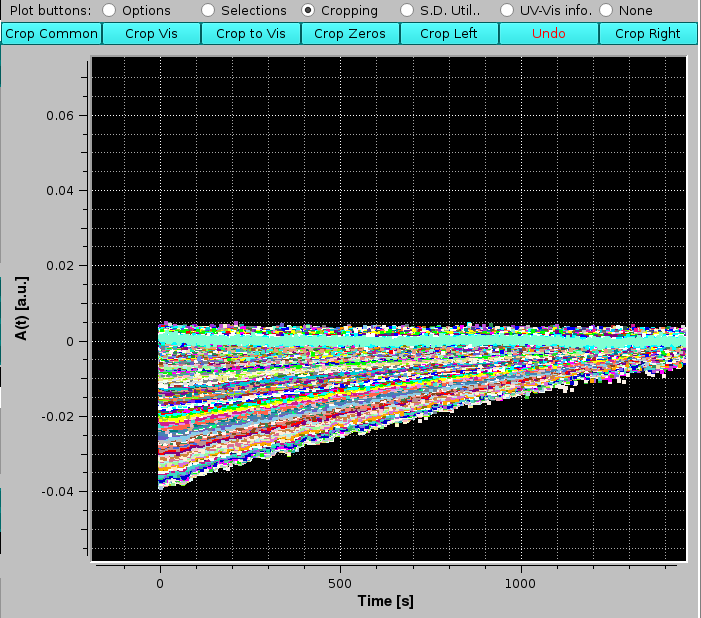 Plot buttons: Options Selections Cropping S.D. Util.. UV-Vis info. None
Crop Common Crop Vis Crop to Vis Crop Zeros Crop Left Undo Crop Right
0.06
0.04
0.02
0
-0.02
-0.04
A(t) [a.u.]
0 500 1000
Time [s]